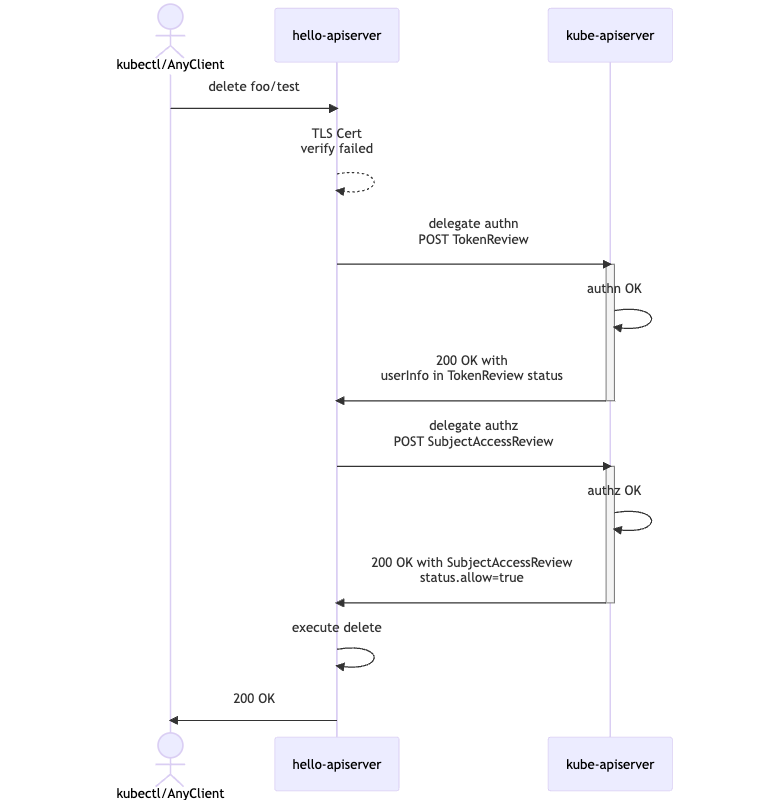 hello-apiserver
kube-apiserver
kubectl/AnyClient
delete foo/test
TLS Cert
verify failed
delegate authn
POST TokenReview
authn OK
200 OK with
userInfo in TokenReview status
delegate authz
POST SubjectAccessReview
authz OK
200 OK with SubjectAccessReview
status.allow=true
execute delete
200 OK
hello-apiserver
kube-apiserver
kubectl/AnyClient